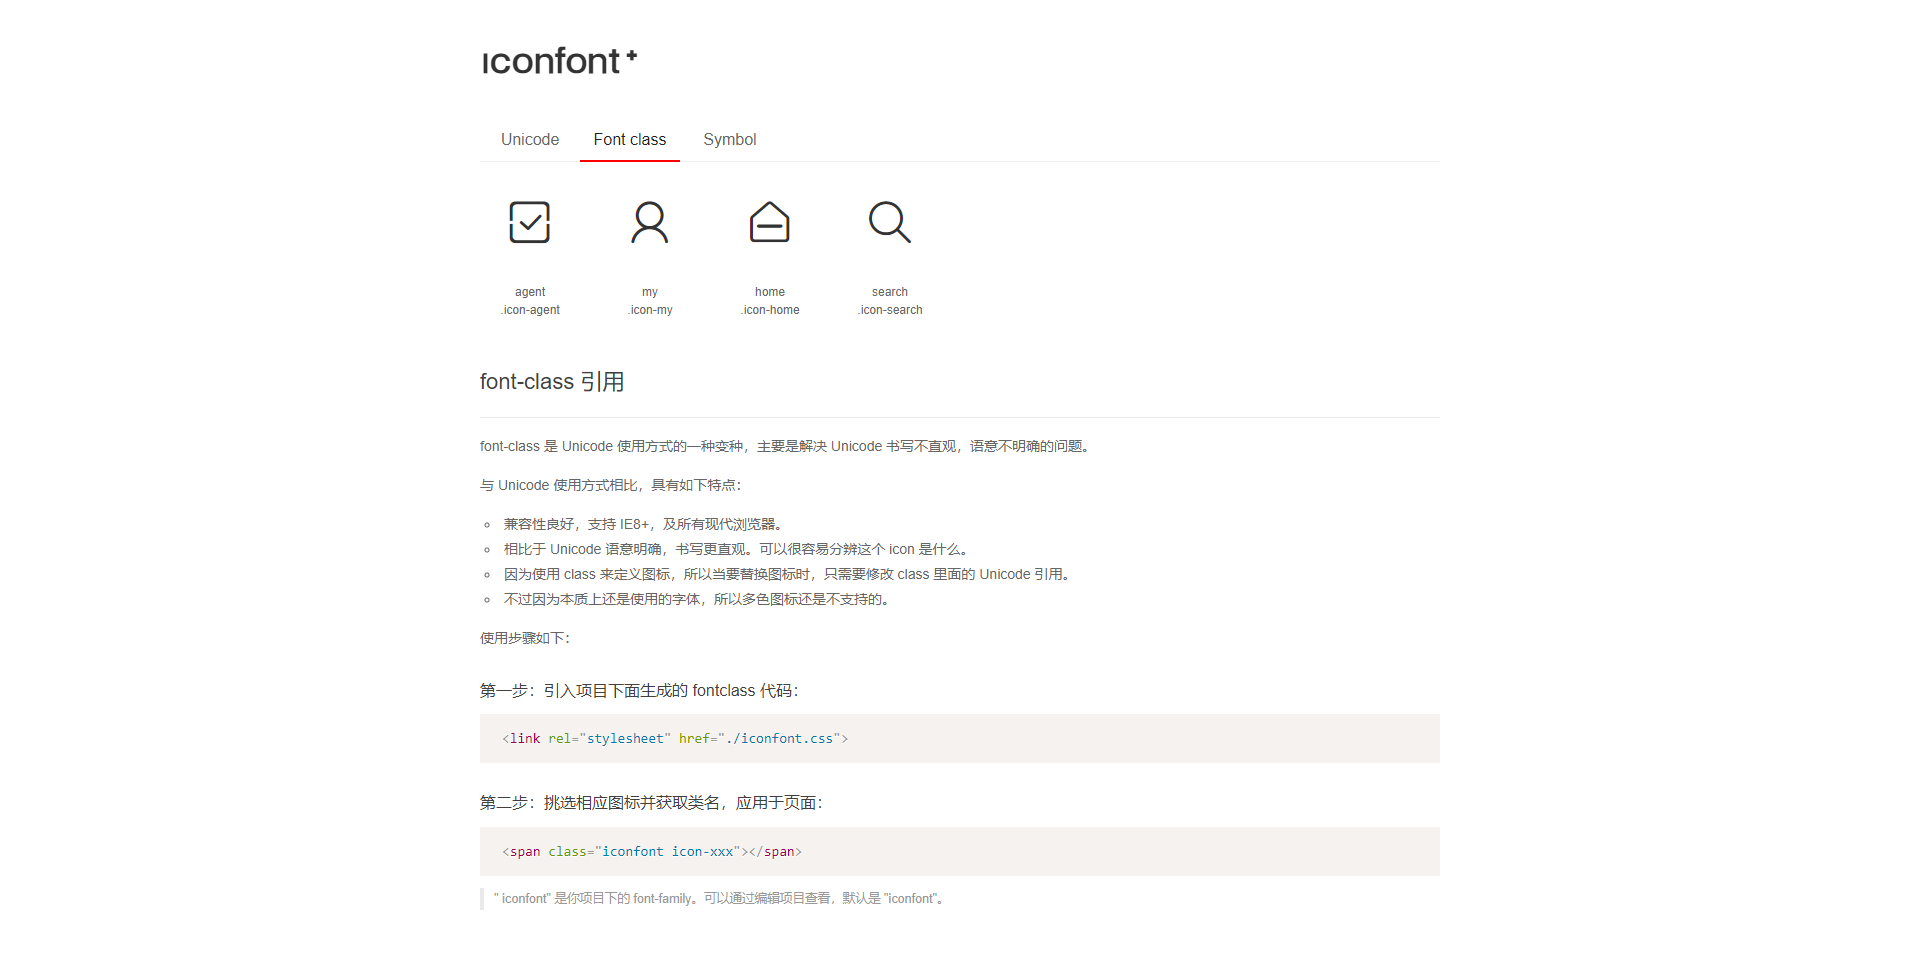 iconfont+
Unicode Font class Symbol
agent my home search
.icon-agent .icon-my .icon-home .icon-search
font-class 引用
font-class 是 Unicode 使用方式的一种变种，主要是解决 Unicode 书写不直观，语意不明确的问题。
与 Unicode 使用方式相比，具有如下特点：
兼容性良好，支持 IE8+，及所有现代浏览器。
相比于 Unicode 语意明确，书写更直观。可以很容易分辨这个 icon 是什么。
因为使用 class 来定义图标，所以当要替换图标时，只需要修改 class 里面的 Unicode 引用。
不过因为本质上还是使用的字体，所以多色图标还是不支持的。
使用步骤如下：
第一步：引入项目下面生成的 fontclass 代码：
<link rel="stylesheet" href="./iconfont.css">
第二步：挑选相应图标并获取类名，应用于页面：
<span class="iconfont icon-xxx"></span>
" iconfont" 是你项目下的 font-family。可以通过编辑项目查看，默认是 "iconfont"。